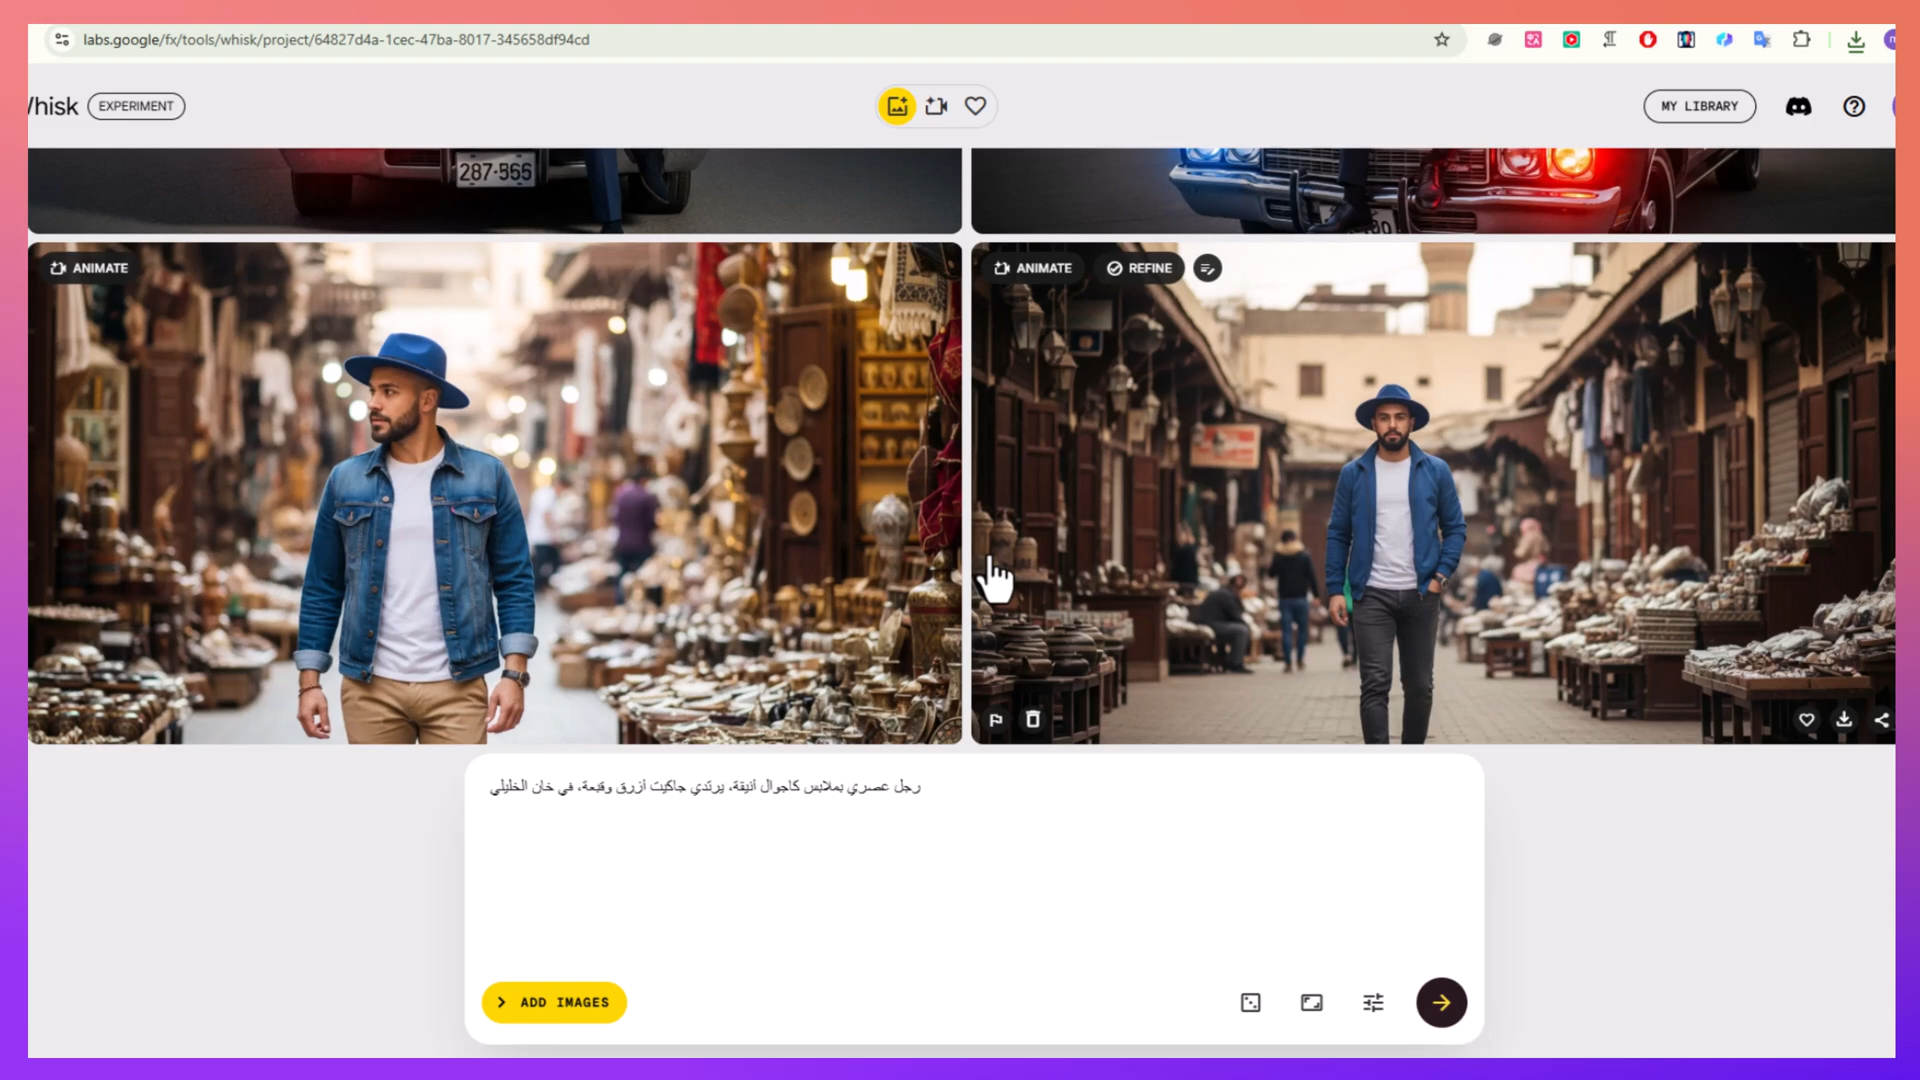 labs.google/fx/tools/whisk/project/64827d4a-1cec-47ba-8017-345658df94cd
hisk EXPERIMENT
MY LIBRARY
287-566
ANIMATE
ANIMATE REFINE
رجل عصري بملابس كاجوال أنيقة، يرتدي جاكيت أزرق وقبعة، في خان الخليلي
ADD IMAGES